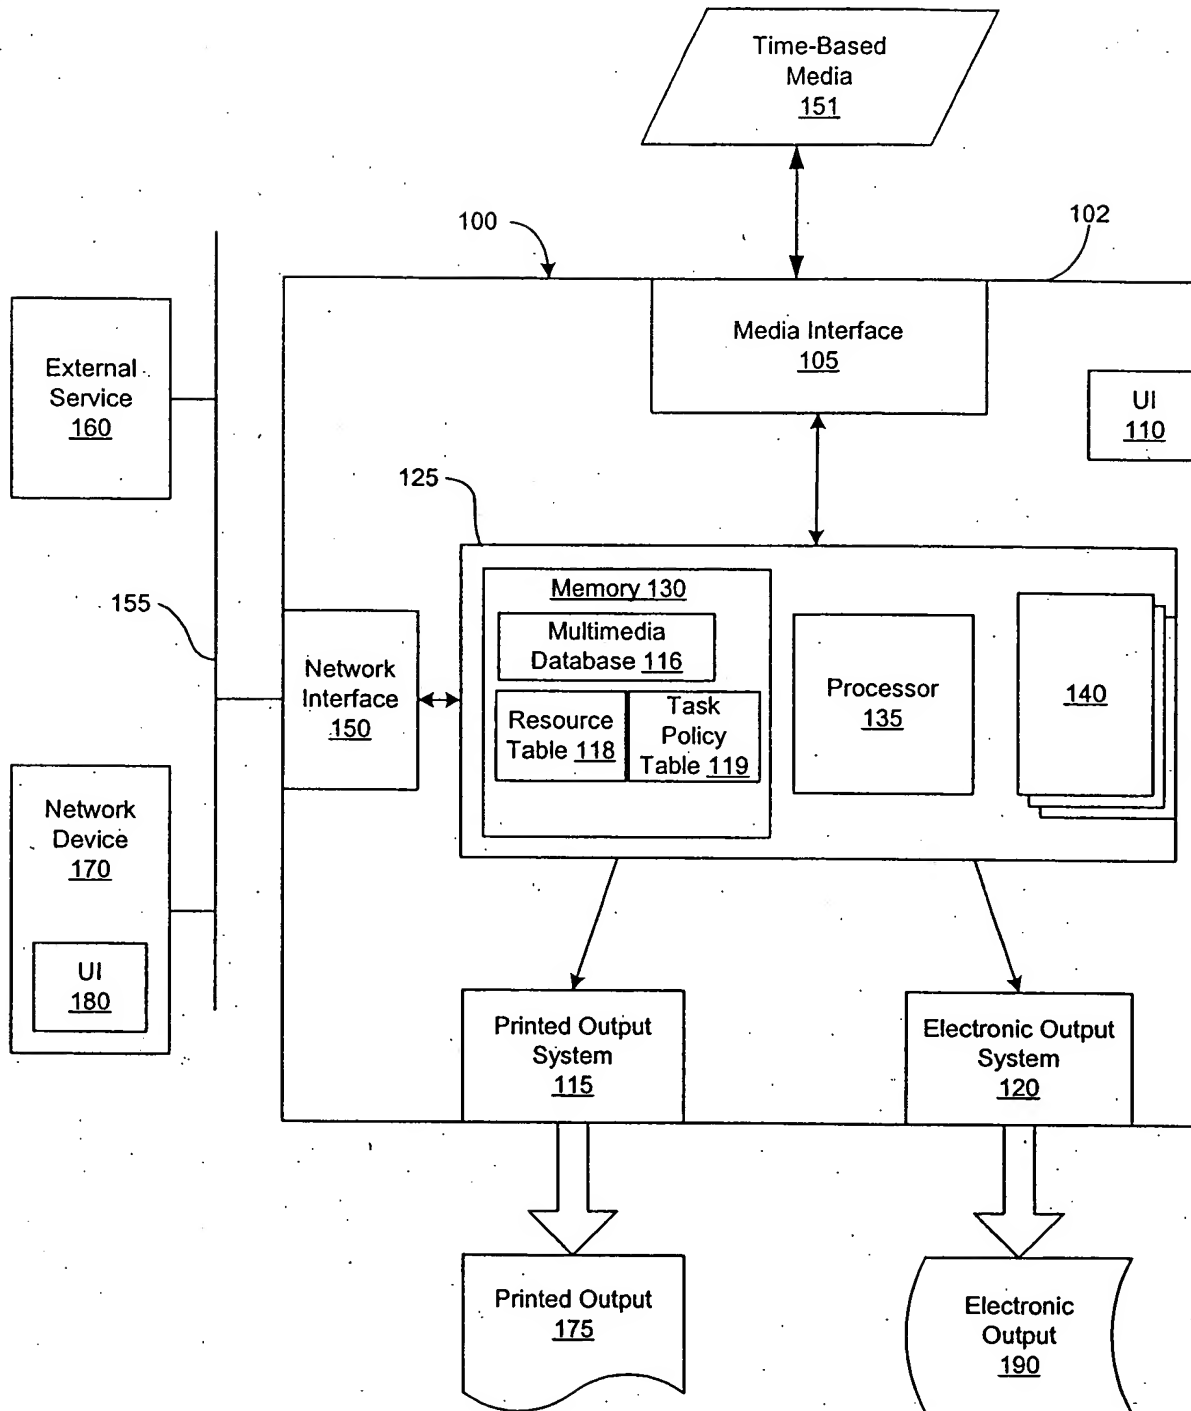 Time-Based
Media
151
100
102
Media Interface
105
External
Service
160
UI
110
125
155
Memory 130
Multimedia
Database 116
Resource
Table 118
Task
Policy
Table 119
Processor
135
140
Network
Interface
150
Network
Device
170
UI
180
Printed Output
System
115
Electronic Output
System
120
Printed Output
175
Electronic
Output
190